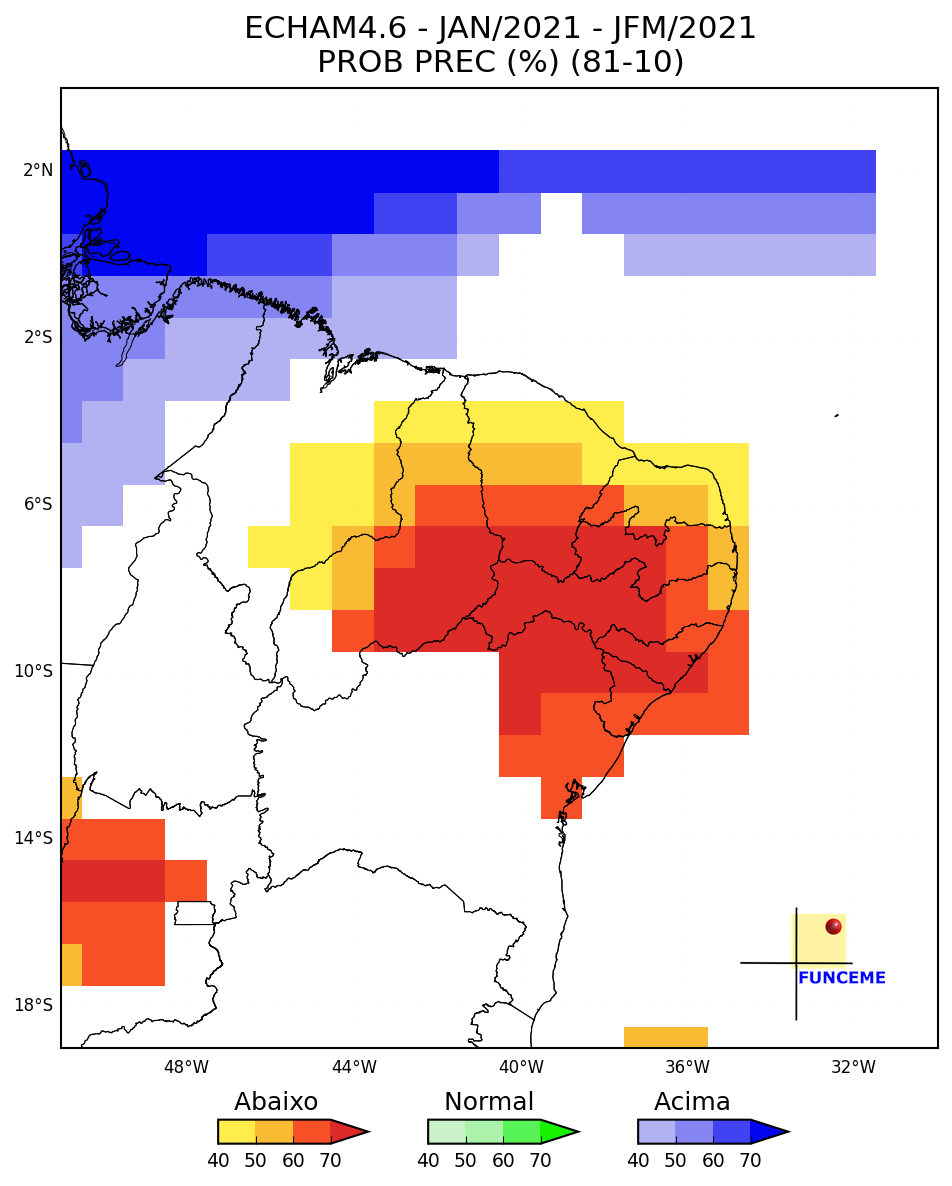 ECHAM4.6 - JAN/2021 - JFM/2021
PROB PREC (%) (81-10)
2°N
2°S
6°S
10°S
14°S
18°S
FUNCEME
48°W 44°W 40°W 36°W 32°W
Abaixo Normal Acima
40 50 60 70 40 50 60 70 40 50 60 70